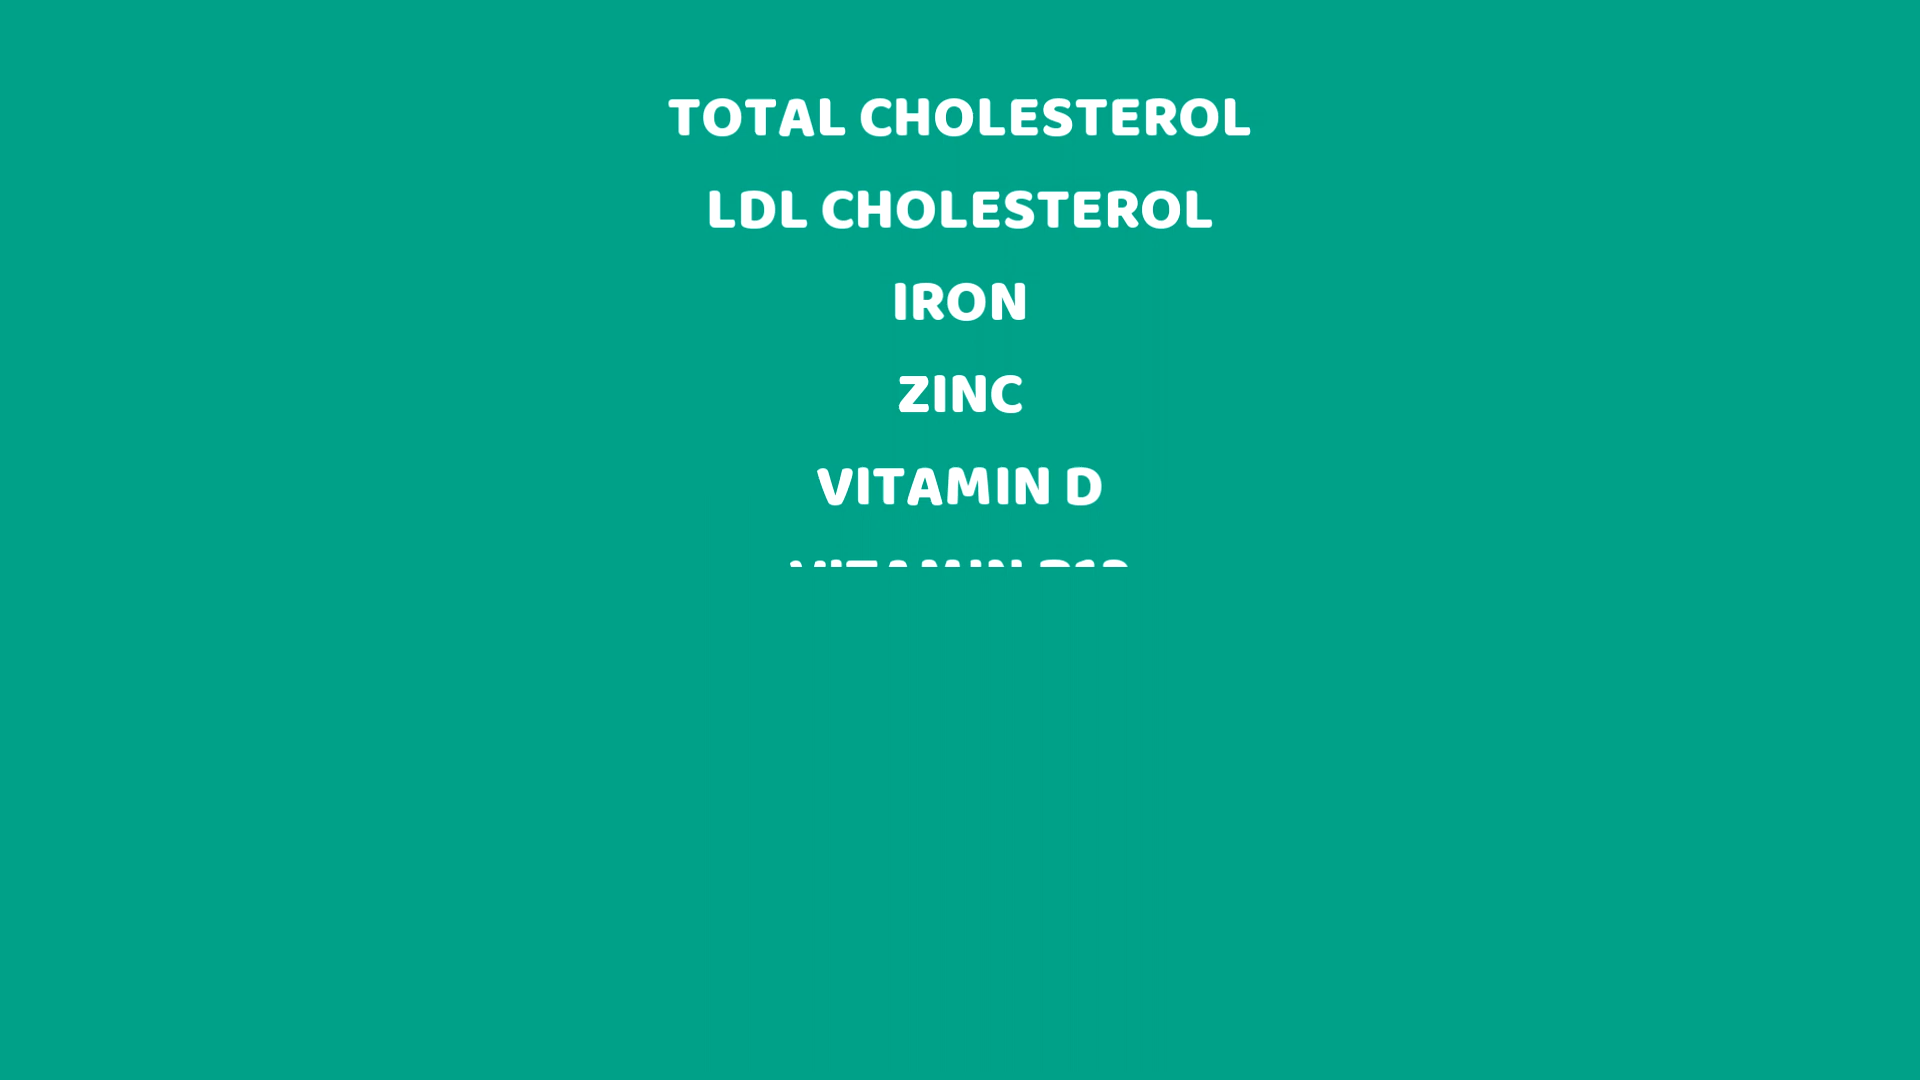 TOTAL CHOLESTEROL
LDL CHOLESTEROL
IRON
ZINC
VITAMIN D